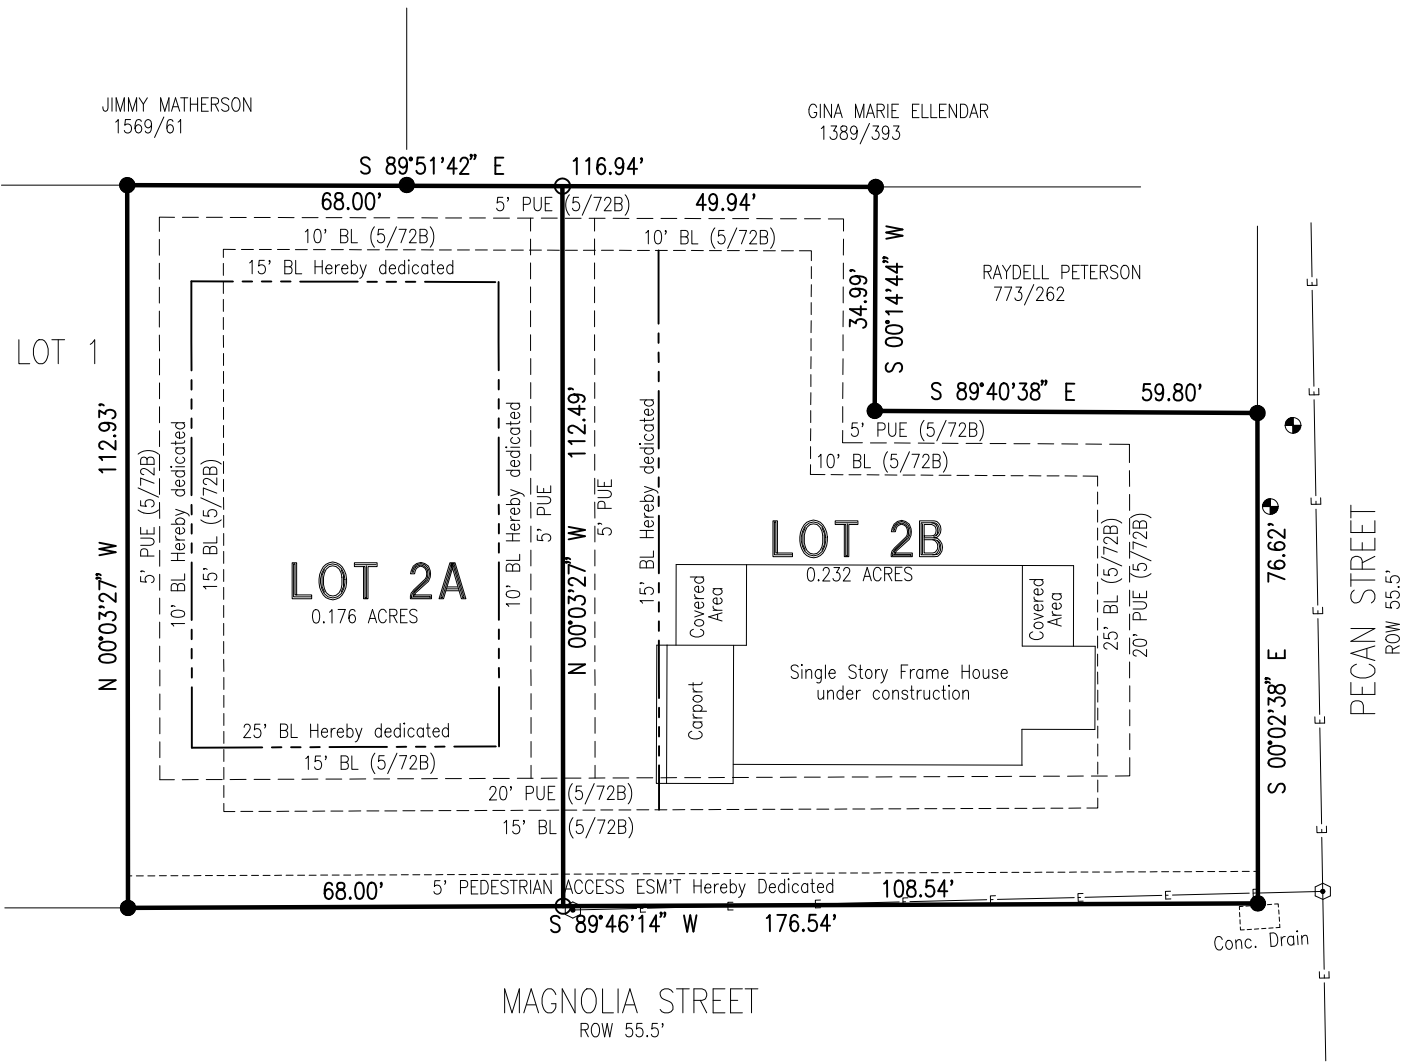 JIMMY MATHERSON
1569/61
GINA MARIE ELLENDAR
1389/393
S 89°51'42" E 116.94'
68.00'
5' PUE (5/72B)
49.94'
10' BL (5/72B)
10' BL (5/72B)
15' BL Hereby dedicated
34.99'
S 00°14'44" W
RAYDELL PETERSON
773/262
E
LOT 1
S 89°40'38" E 59.80'
E
5' PUE (5/72B)
10' BL (5/72B)
N 00°03'27" W 112.93'
5' PUE (5/72B)
10' BL Hereby dedicated
15' BL (5/72B)
10' BL Hereby dedicated
5' PUE
N 00°03'27" W 112.49'
5' PUE
15' BL Hereby dedicated
E
LOT 2A
0.176 ACRES
LOT 2B
0.232 ACRES
25' BL (5/72B)
20' PUE (5/72B)
S 00°02'38" E 76.62'
PECAN STREET
ROW 55.5'
Covered
Area
Covered
Area
E
Single Story Frame House
under construction
Carport
E
25' BL Hereby dedicated
15' BL (5/72B)
20' PUE (5/72B)
15' BL (5/72B)
E
68.00'
5' PEDESTRIAN ACCESS ESM'T Hereby Dedicated
108.54'
E E E E E E E E
S 89°46'14" W 176.54'
Conc. Drain
E
MAGNOLIA STREET
ROW 55.5'